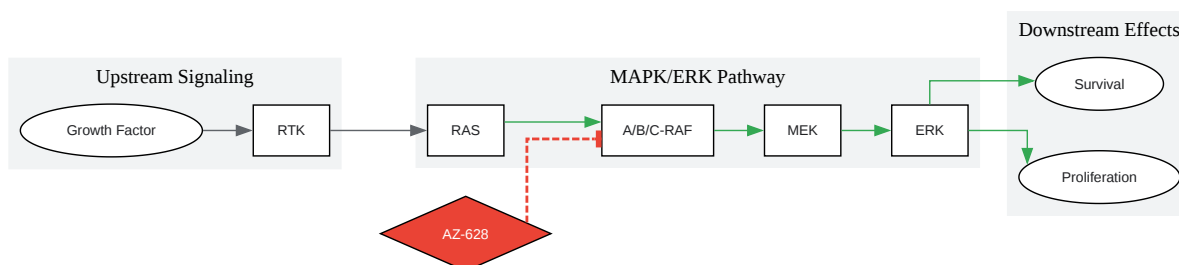 Downstream Effects
Upstream Signaling
MAPK/ERK Pathway
Survival
Growth Factor
RTK
RAS
A/B/C-RAF
MEK
ERK
Proliferation
AZ-628